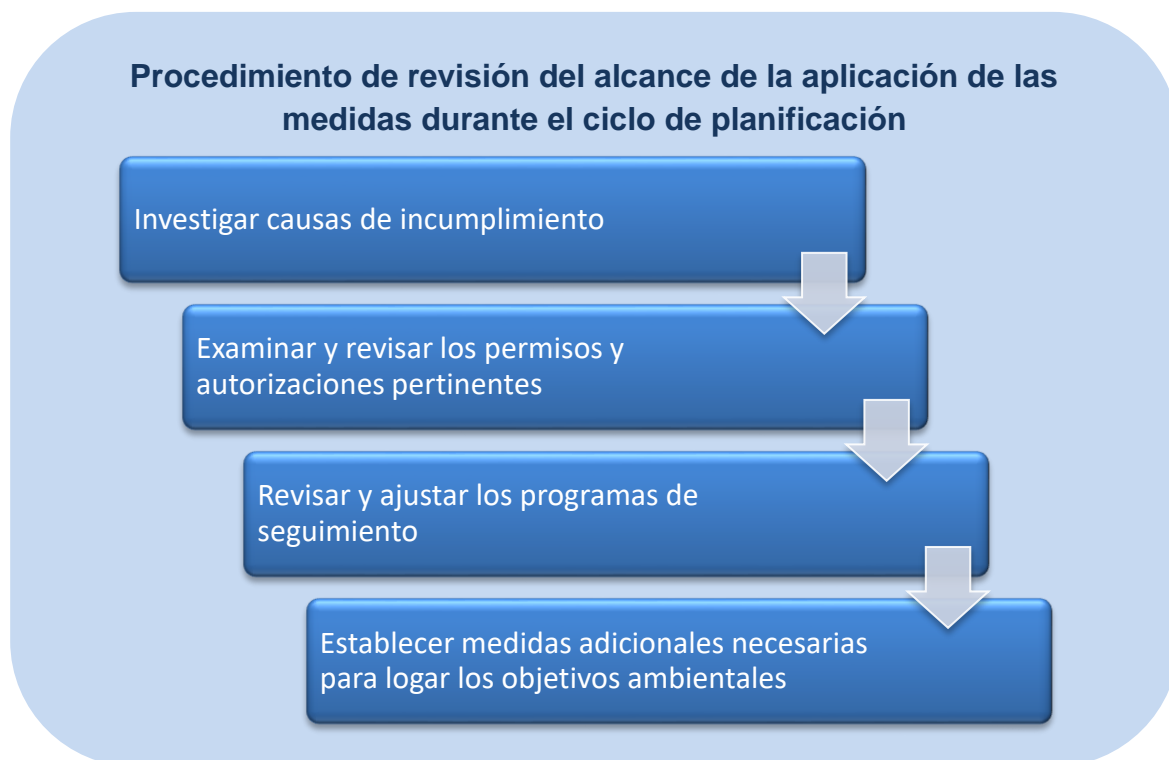 Procedimiento de revisión del alcance de la aplicación de las
medidas durante el ciclo de planificación
Investigar causas de incumplimiento
Examinar y revisar los permisos y
autorizaciones pertinentes
Revisar y ajustar los programas de
seguimiento
Establecer medidas adicionales necesarias
para logar los objetivos ambientales